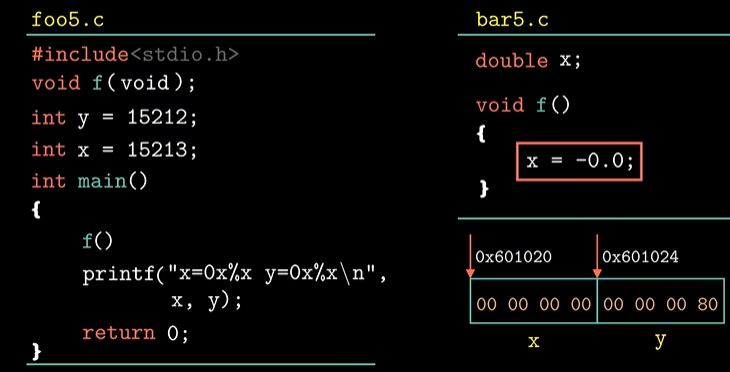 foo5.c
#include<stdio.h>
void f(void);
int y = 15212;
int x = 15213;
int main()
{
f()
printf("x=0x%x y=0x%x\n",
x, y);
return 0;
}
bar5.c
double x;
void f()
{
x = -0.0;
}
0x601020 0x601024
00 00 00 00 00 00 00 80
x y